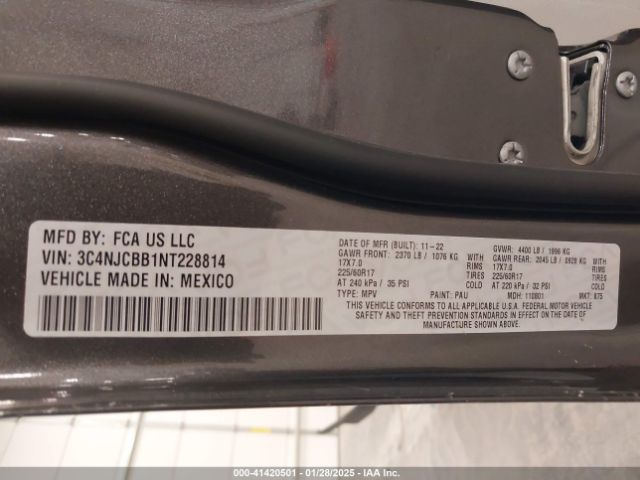 MFD BY: FCA US LLC
VIN: 3C4NJCBB1NT228814
VEHICLE MADE IN: MEXICO
DATE OF MFR (BUILT): 11-22 GVWR: 4400 LB / 1996 KG
GAWR FRONT: 2370 LB / 1076 KG WITH GAWR REAR: 2045 LB / 0928 KG WITH
17X7.0 RIMS 17X7.0 RIMS
225/60R17 TIRES 225/60R17 TIRES
AT 240 kPa / 35 PSI COLD AT 220 kPa / 32 PSI COLD
TYPE: MPV PAINT: PAU MDH: 110801 MKT: 875
THIS VEHICLE CONFORMS TO ALL APPLICABLE U.S.A. FEDERAL MOTOR VEHICLE
SAFETY AND THEFT PREVENTION STANDARDS IN EFFECT ON THE DATE OF
MANUFACTURE SHOWN ABOVE.
000-41420501 - 01/28/2025 - IAA Inc.